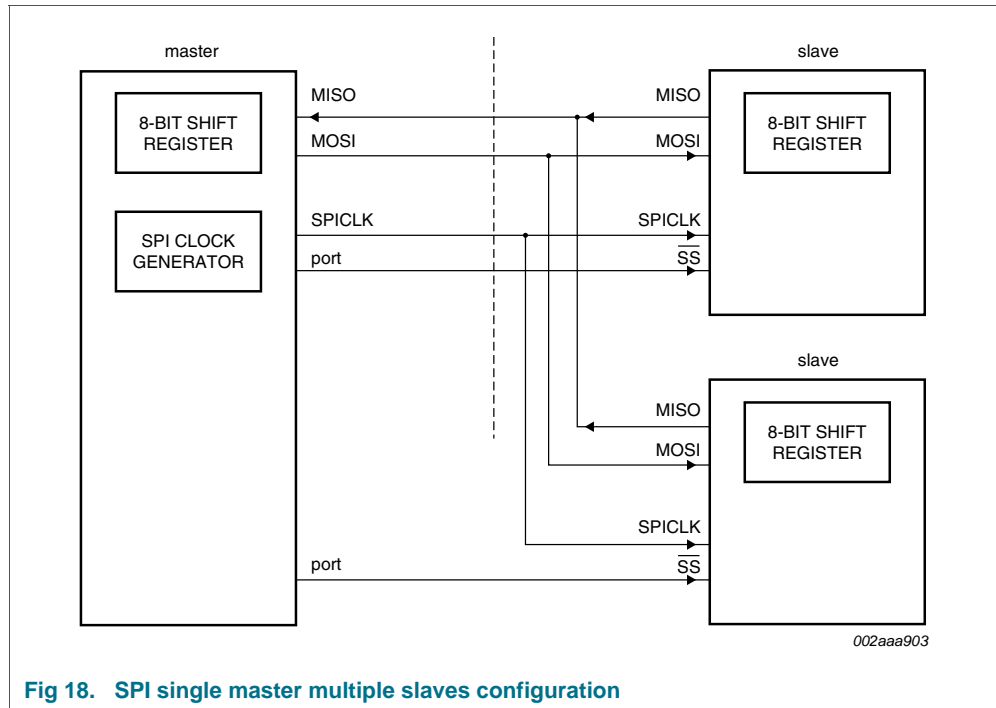 master
slave
8-BIT SHIFT
REGISTER
MISO
MISO
8-BIT SHIFT
REGISTER
MOSI
MOSI
SPI CLOCK
GENERATOR
SPICLK
SPICLK
port
S̅S̅
slave
MISO
8-BIT SHIFT
REGISTER
MOSI
SPICLK
port
S̅S̅
002aaa903
Fig 18. SPI single master multiple slaves configuration